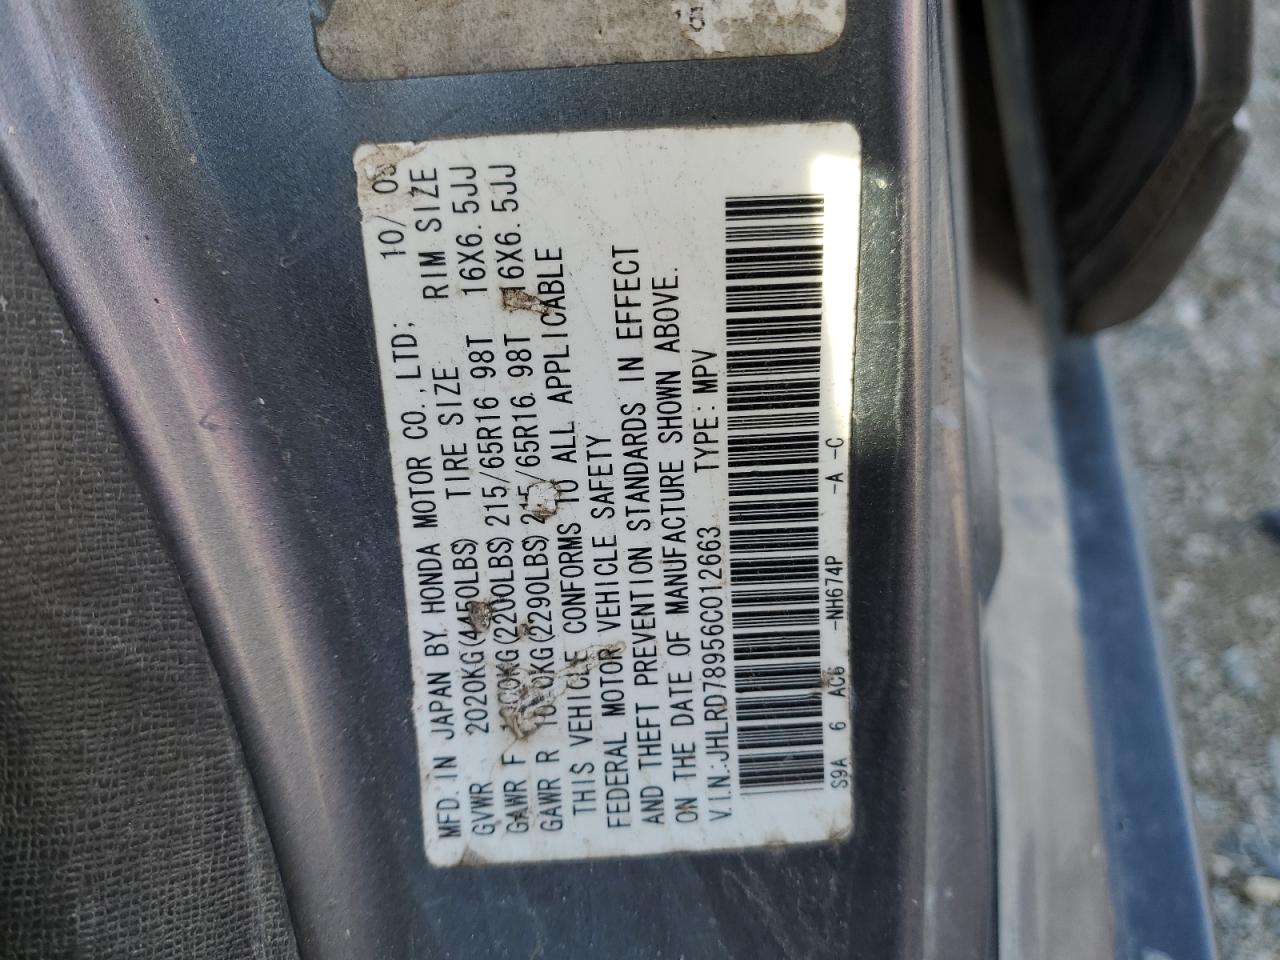 MFD. IN JAPAN BY HONDA MOTOR CO., LTD; 10/
TIRE SIZE RIM SIZE
GVWR 2020KG(4450LBS) 215/65R16 98T 16X6.5JJ
GAWR F (2200LBS) 215/65R16 98T 16X6.5JJ
GAWR R (2290LBS)
THIS VEHICLE CONFORMS TO ALL APPLICABLE
FEDERAL MOTOR VEHICLE SAFETY
AND THEFT PREVENTION STANDARDS IN EFFECT
ON THE DATE OF MANUFACTURE SHOWN ABOVE.
V.I.N.:JHLRD78956C012663 TYPE: MPV
S9A 6 AC6 -NH674P -A -C